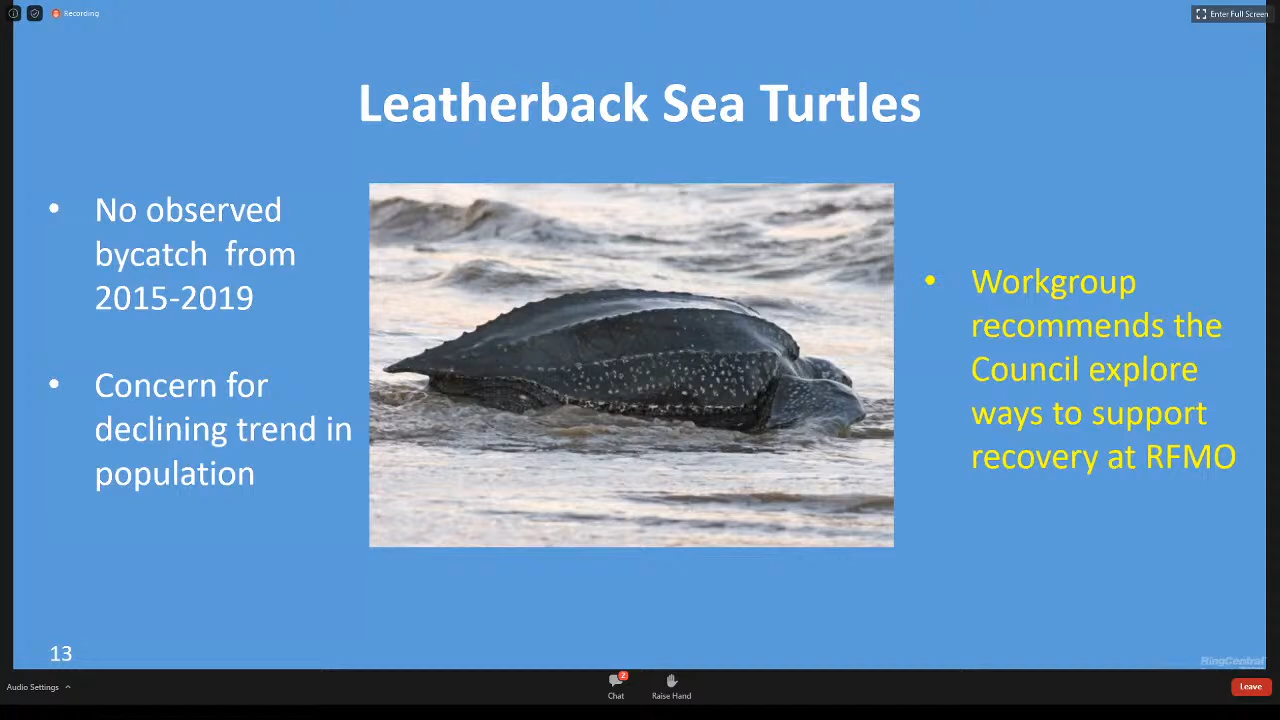 Recording
Enter Full Screen
Leatherback Sea Turtles
• No observed
bycatch from
2015-2019
• Concern for
declining trend in
population
• Workgroup
recommends the
Council explore
ways to support
recovery at RFMO
13
RingCentral
Audio Settings
2
Chat
Raise Hand
Leave